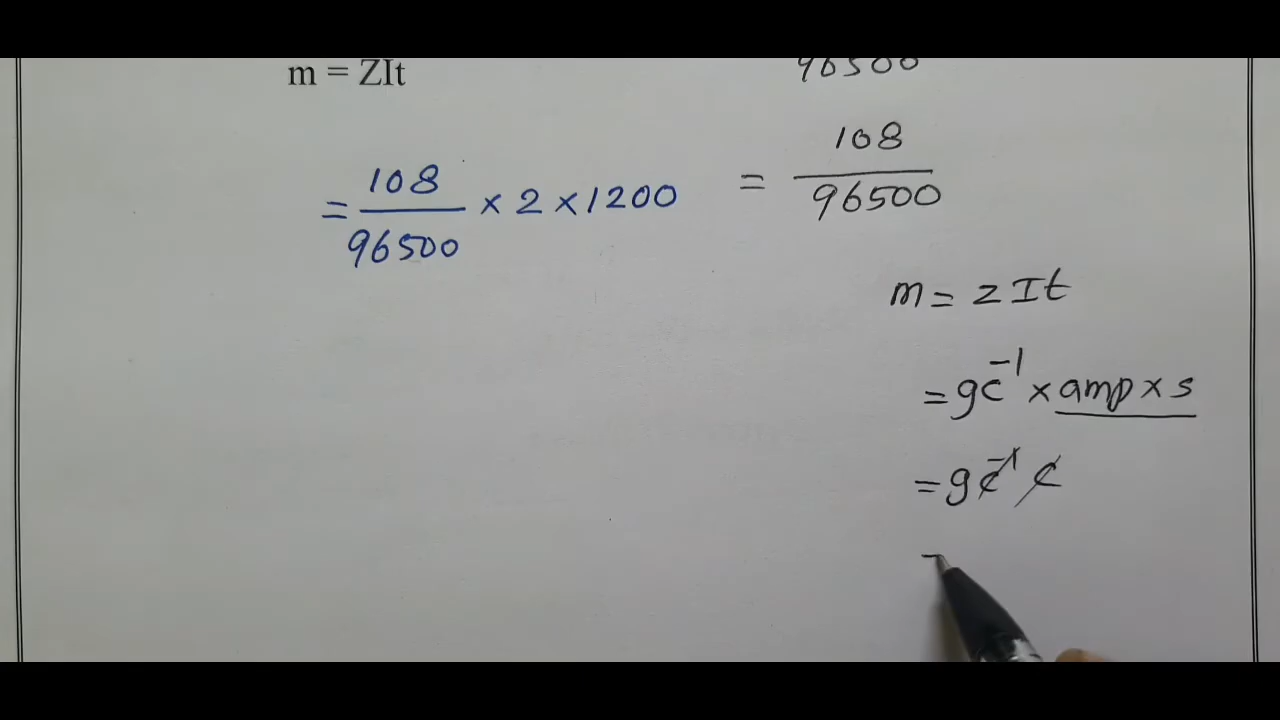 m = ZIt
96500
= 108/96500 × 2 × 1200
= 108/96500
m = ZIt
= gC⁻¹ × amp × s
= gC⁻¹ C